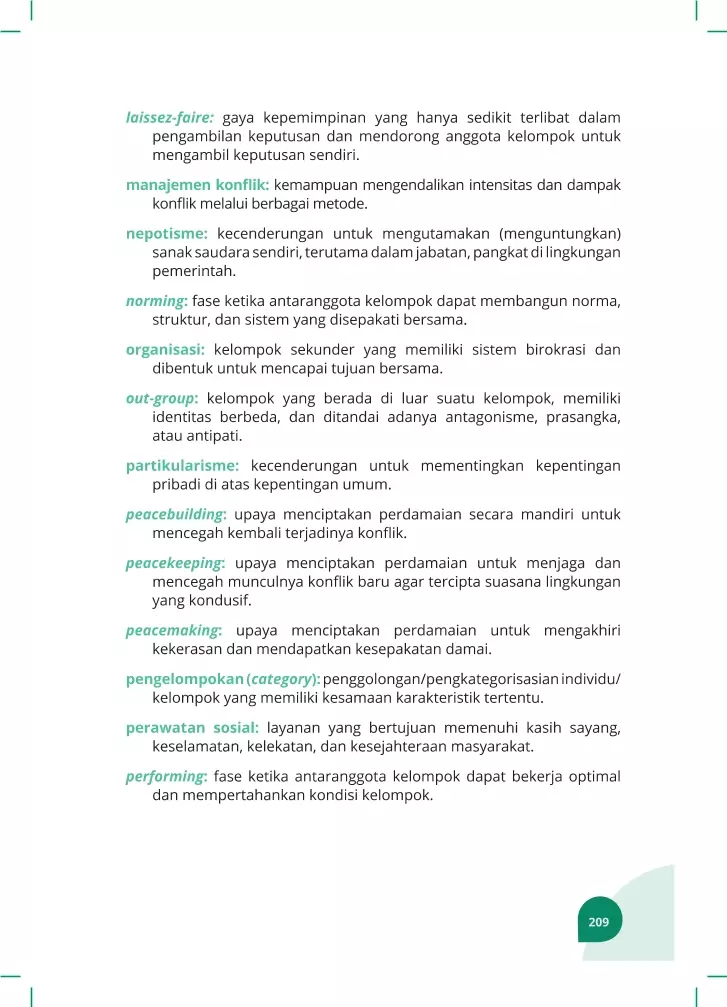 laissez-faire: gaya kepemimpinan yang hanya sedikit terlibat dalam
pengambilan keputusan dan mendorong anggota kelompok untuk
mengambil keputusan sendiri.
manajemen konflik: kemampuan mengendalikan intensitas dan dampak
konflik melalui berbagai metode.
nepotisme: kecenderungan untuk mengutamakan (menguntungkan)
sanak saudara sendiri, terutama dalam jabatan, pangkat di lingkungan
pemerintah.
norming: fase ketika antaranggota kelompok dapat membangun norma,
struktur, dan sistem yang disepakati bersama.
organisasi: kelompok sekunder yang memiliki sistem birokrasi dan
dibentuk untuk mencapai tujuan bersama.
out-group: kelompok yang berada di luar suatu kelompok, memiliki
identitas berbeda, dan ditandai adanya antagonisme, prasangka,
atau antipati.
partikularisme: kecenderungan untuk mementingkan kepentingan
pribadi di atas kepentingan umum.
peacebuilding: upaya menciptakan perdamaian secara mandiri untuk
mencegah kembali terjadinya konflik.
peacekeeping: upaya menciptakan perdamaian untuk menjaga dan
mencegah munculnya konflik baru agar tercipta suasana lingkungan
yang kondusif.
peacemaking: upaya menciptakan perdamaian untuk mengakhiri
kekerasan dan mendapatkan kesepakatan damai.
pengelompokan (category): penggolongan/pengkategorisasian individu/
kelompok yang memiliki kesamaan karakteristik tertentu.
perawatan sosial: layanan yang bertujuan memenuhi kasih sayang,
keselamatan, kelekatan, dan kesejahteraan masyarakat.
performing: fase ketika antaranggota kelompok dapat bekerja optimal
dan mempertahankan kondisi kelompok.
209